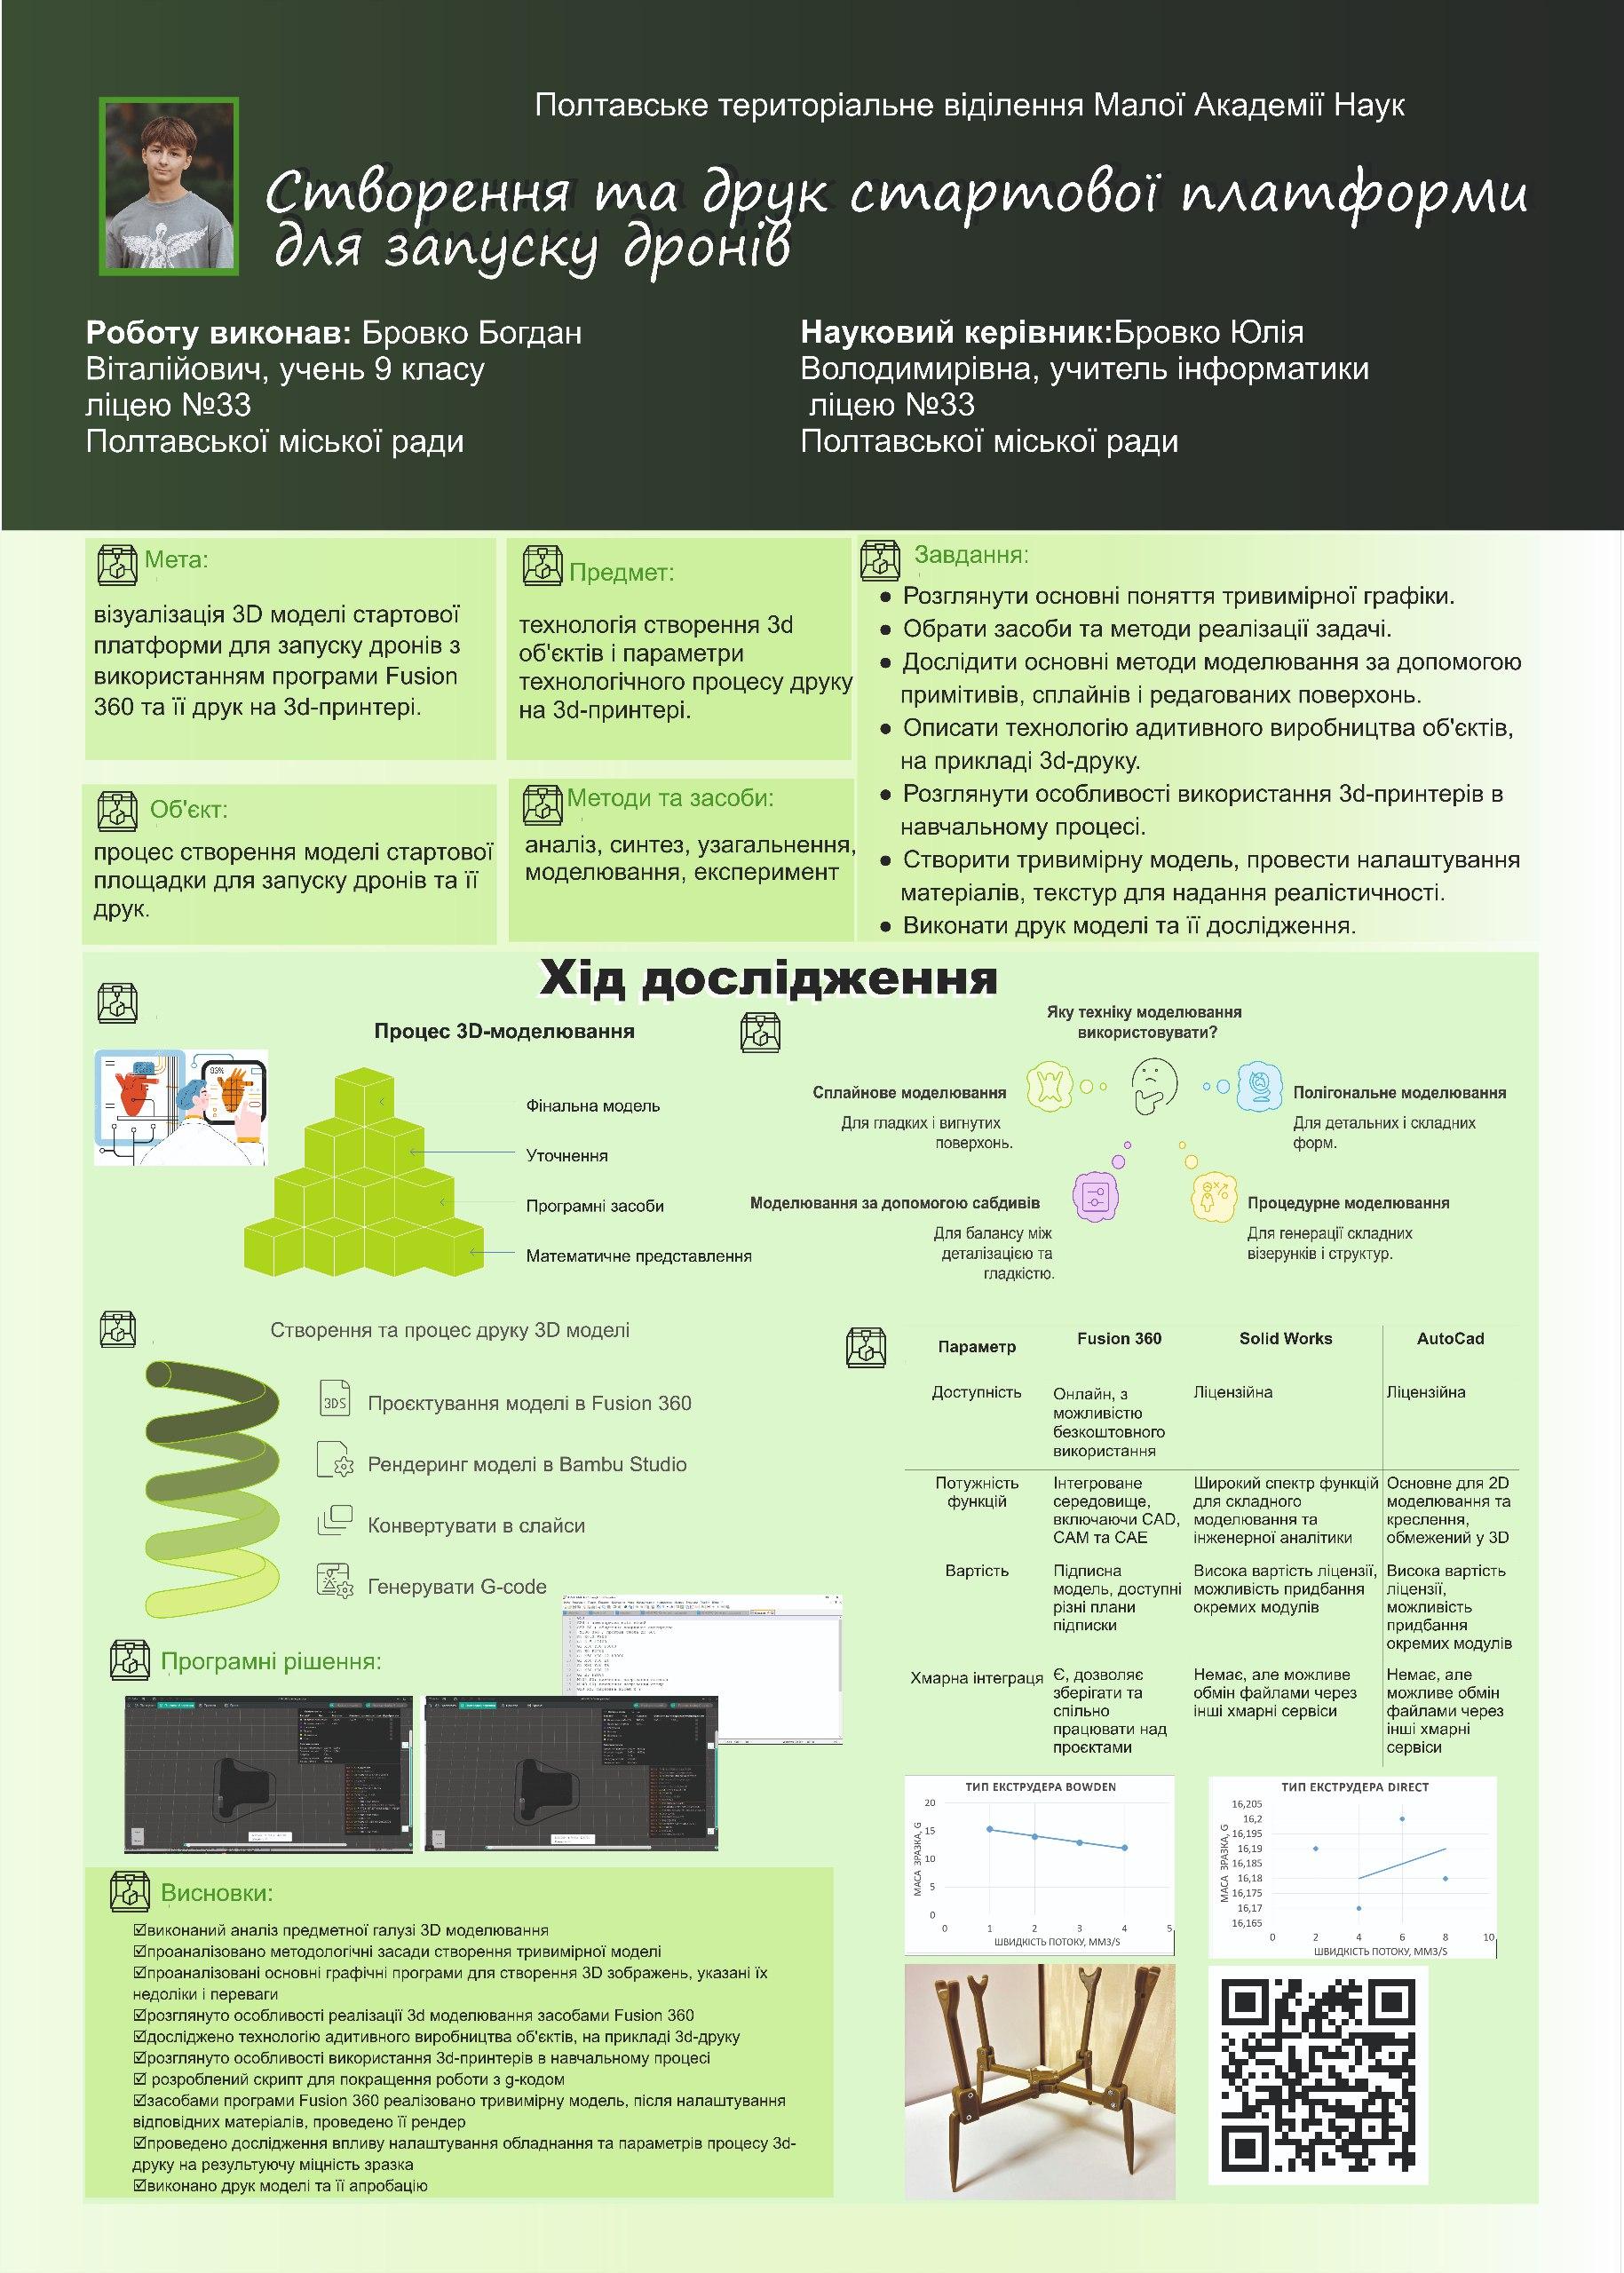 Полтавське територіальне віділення Малої Академії Наук
Створення та друк стартової платформи
для запуску дронів
Роботу виконав: Бровко Богдан
Віталійович, учень 9 класу
ліцею №33
Полтавської міської ради
Науковий керівник:Бровко Юлія
Володимирівна, учитель інформатики
ліцею №33
Полтавської міської ради
Мета:
візуалізація 3D моделі стартової
платформи для запуску дронів з
використанням програми Fusion
360 та її друк на 3d-принтері.
Предмет:
технологія створення 3d
об'єктів і параметри
технологічного процесу друку
на 3d-принтері.
Завдання:
● Розглянути основні поняття тривимірної графіки.
● Обрати засоби та методи реалізації задачі.
● Дослідити основні методи моделювання за допомогою
примітивів, сплайнів і редагованих поверхонь.
● Описати технологію адитивного виробництва об'єктів,
на прикладі 3d-друку.
● Розглянути особливості використання 3d-принтерів в
навчальному процесі.
● Створити тривимірну модель, провести налаштування
матеріалів, текстур для надання реалістичності.
● Виконати друк моделі та її дослідження.
Об'єкт:
процес створення моделі стартової
площадки для запуску дронів та її
друк.
Методи та засоби:
аналіз, синтез, узагальнення,
моделювання, експеримент
Хід дослідження
Процес 3D-моделювання
93%
Фінальна модель
Уточнення
Програмні засоби
Математичне представлення
Яку техніку моделювання
використовувати?
Сплайнове моделювання
Для гладких і вигнутих
поверхонь.
Полігональне моделювання
Для детальних і складних
форм.
Моделювання за допомогою сабдивів
Для балансу між
деталізацією та
гладкістю.
Процедурне моделювання
Для генерації складних
візерунків і структур.
Створення та процес друку 3D моделі
3DS
Проєктування моделі в Fusion 360
Рендеринг моделі в Bambu Studio
Конвертувати в слайси
Генерувати G-code
Параметр
Fusion 360
Solid Works
AutoCad
Доступність
Онлайн, з
можливістю
безкоштовного
використання
Ліцензійна
Ліцензійна
Потужність
функцій
Інтегроване
середовище,
включаючи CAD,
CAM та CAE
Широкий спектр функцій
для складного
моделювання та
інженерної аналітики
Основне для 2D
моделювання та
креслення,
обмежений у 3D
Вартість
Підписна
модель, доступні
різні плани
підписки
Висока вартість ліцензії,
можливість придбання
окремих модулів
Висока вартість
ліцензії,
можливість
придбання
окремих модулів
Хмарна інтеграця
Є, дозволяє
зберігати та
спільно
працювати над
проєктами
Немає, але можливе
обмін файлами через
інші хмарні сервіси
Немає, але
можливе обмін
файлами через
інші хмарні
сервіси
Програмні рішення:
ТИП ЕКСТРУДЕРА BOWDEN
МАСА ЗРАЗКА, G
20
15
10
5
0
0 1 2 3 4 5
ШВИДКІСТЬ ПОТОКУ, ММ3/S
ТИП ЕКСТРУДЕРА DIRECT
МАСА ЗРАЗКА, G
16,205
16,2
16,195
16,19
16,185
16,18
16,175
16,17
16,165
0 2 4 6 8 10
ШВИДКІСТЬ ПОТОКУ, ММ3/S
Висновки:
☑виконаний аналіз предметної галузі 3D моделювання
☑проаналізовано методологічні засади створення тривимірної моделі
☑проаналізовані основні графічні програми для створення 3D зображень, указані їх
недоліки і переваги
☑розглянуто особливості реалізації 3d моделювання засобами Fusion 360
☑досліджено технологію адитивного виробництва об'єктів, на прикладі 3d-друку
☑розглянуто особливості використання 3d-принтерів в навчальному процесі
☑ розроблений скрипт для покращення роботи з g-кодом
☑засобами програми Fusion 360 реалізовано тривимірну модель, після налаштування
відповідних матеріалів, проведено її рендер
☑проведено дослідження впливу налаштування обладнання та параметрів процесу 3d-
друку на результуючу міцність зразка
☑виконано друк моделі та її апробацію